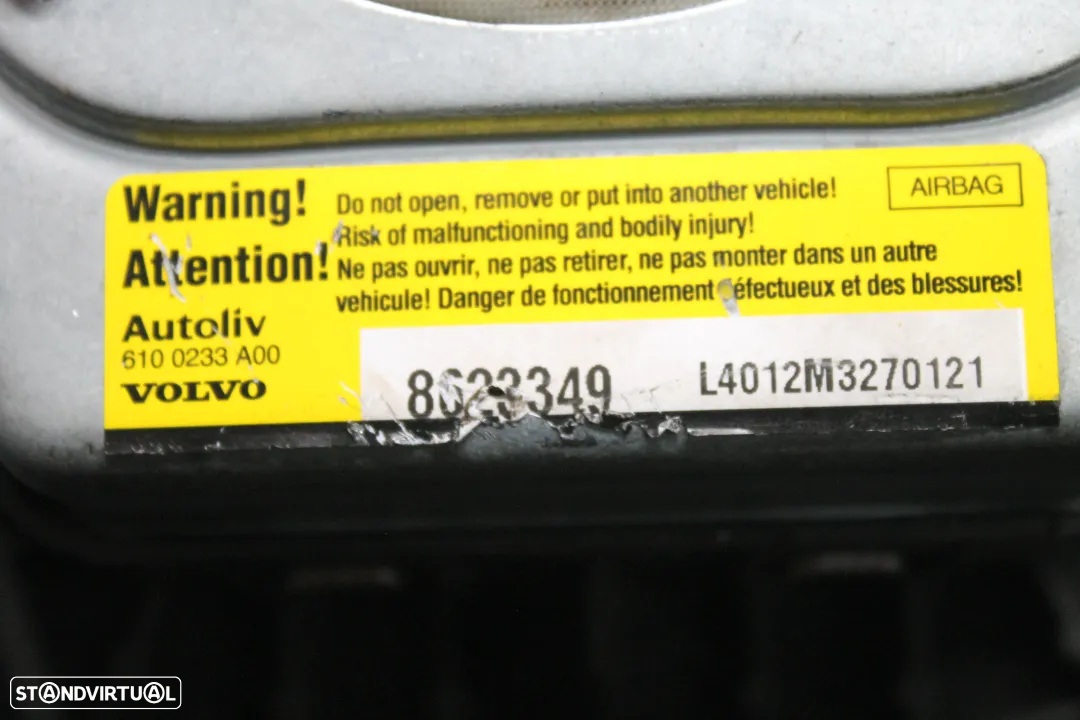 Warning!
Attention!
Do not open, remove or put into another vehicle!
Risk of malfunctioning and bodily injury!
Ne pas ouvrir, ne pas retirer, ne pas monter dans un autre
vehicule! Danger de fonctionnement défectueux et des blessures!
AIRBAG
Autoliv
610 0233 A00
VOLVO
8623349
L4012M3270121
STANDVIRTUAL